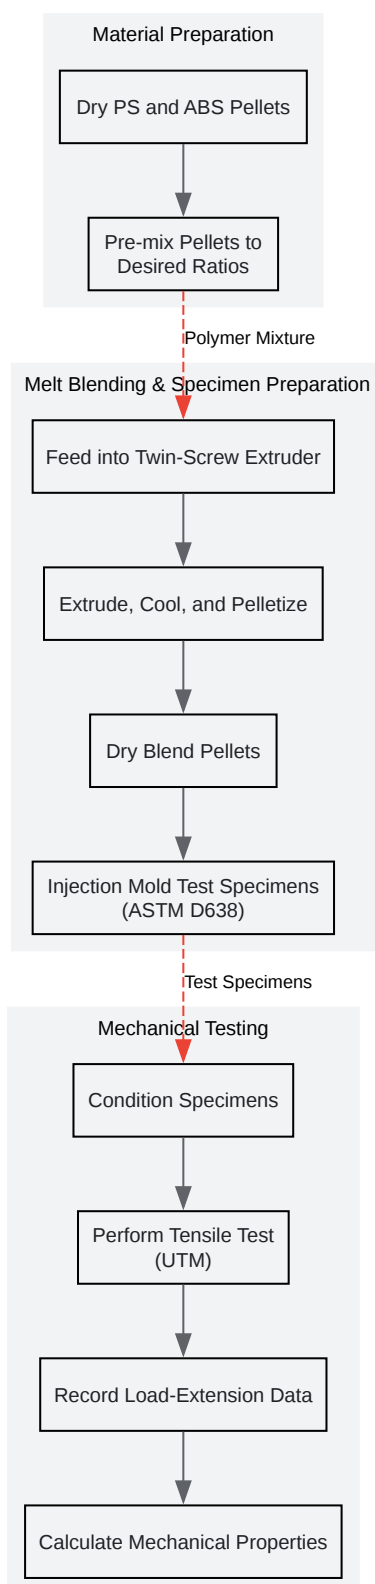 Material Preparation
Dry PS and ABS Pellets
Pre-mix Pellets to
Desired Ratios
Polymer Mixture
Melt Blending & Specimen Preparation
Feed into Twin-Screw Extruder
Extrude, Cool, and Pelletize
Dry Blend Pellets
Injection Mold Test Specimens
(ASTM D638)
Test Specimens
Mechanical Testing
Condition Specimens
Perform Tensile Test
(UTM)
Record Load-Extension Data
Calculate Mechanical Properties